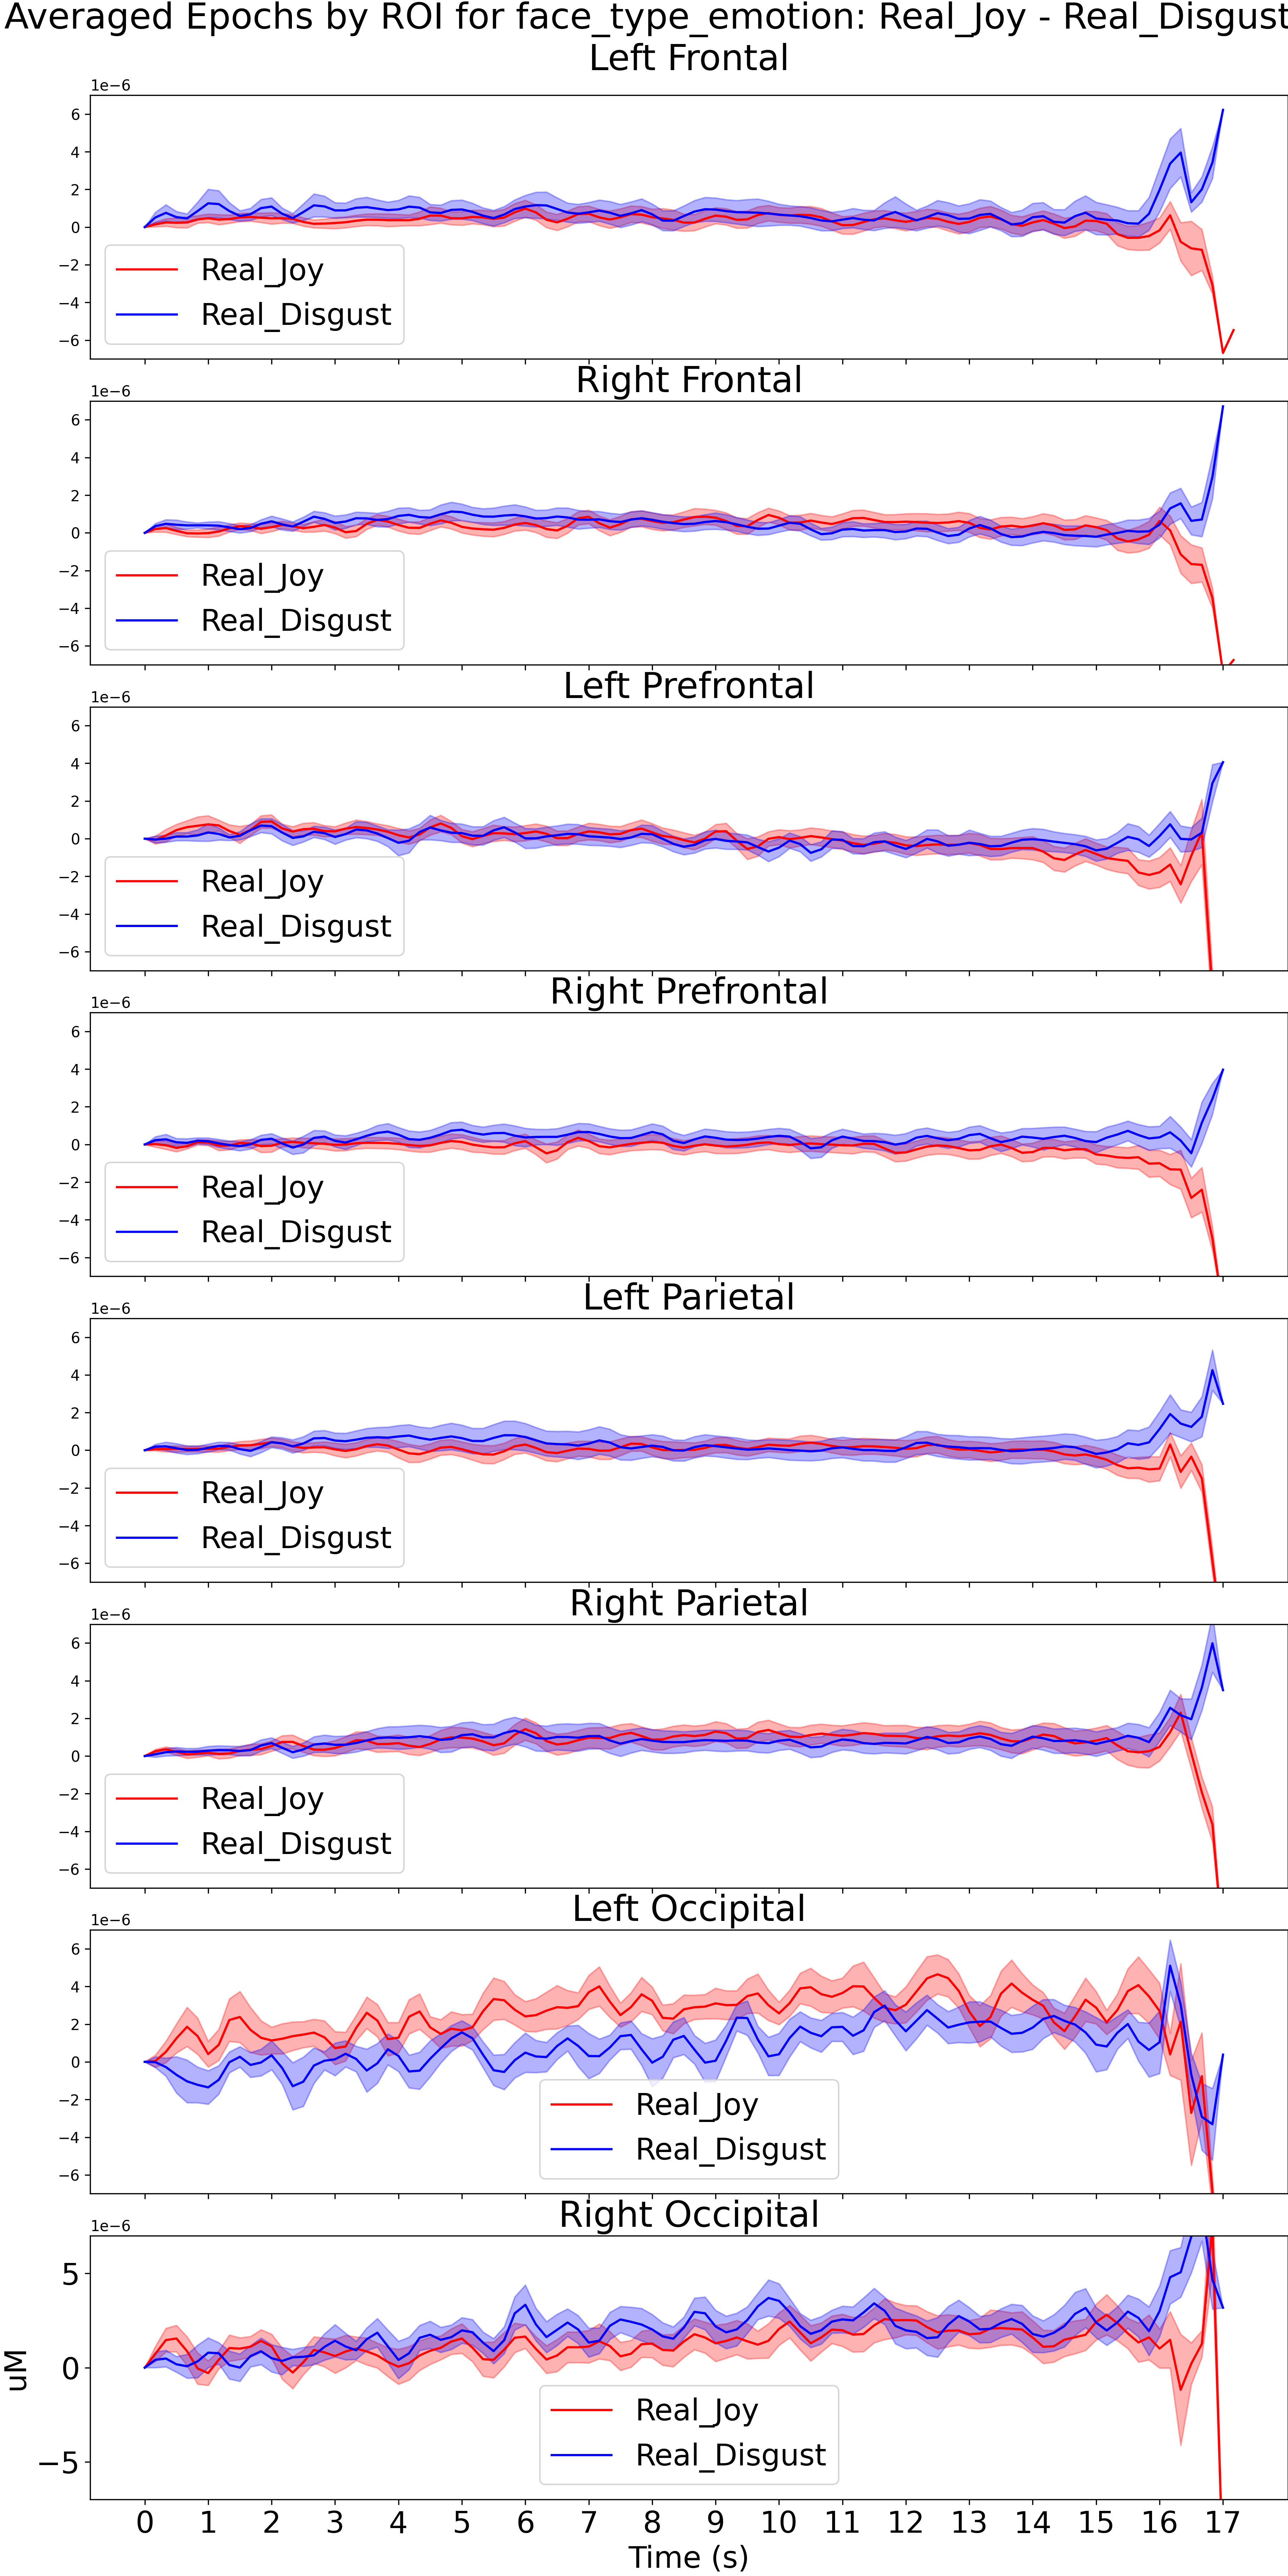 Averaged Epochs by ROI for face_type_emotion: Real_Joy - Real_Disgust
Left Frontal
1e−6
6
4
2
0
−2
−4
−6
Real_Joy
Real_Disgust
Right Frontal
1e−6
6
4
2
0
−2
−4
−6
Real_Joy
Real_Disgust
Left Prefrontal
1e−6
6
4
2
0
−2
−4
−6
Real_Joy
Real_Disgust
Right Prefrontal
1e−6
6
4
2
0
−2
−4
−6
Real_Joy
Real_Disgust
Left Parietal
1e−6
6
4
2
0
−2
−4
−6
Real_Joy
Real_Disgust
Right Parietal
1e−6
6
4
2
0
−2
−4
−6
Real_Joy
Real_Disgust
Left Occipital
1e−6
6
4
2
0
−2
−4
−6
Real_Joy
Real_Disgust
Right Occipital
1e−6
5
0
−5
uM
Real_Joy
Real_Disgust
0 1 2 3 4 5 6 7 8 9 10 11 12 13 14 15 16 17
Time (s)